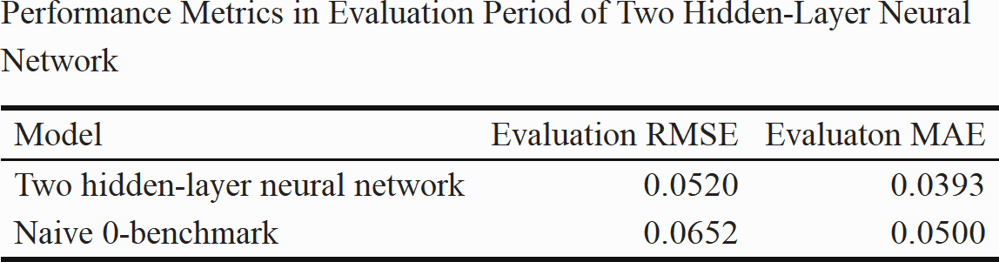 Performance Metrics in Evaluation Period of Two Hidden-Layer Neural
Network
Model Evaluation RMSE Evaluaton MAE
Two hidden-layer neural network 0.0520 0.0393
Naive 0-benchmark 0.0652 0.0500